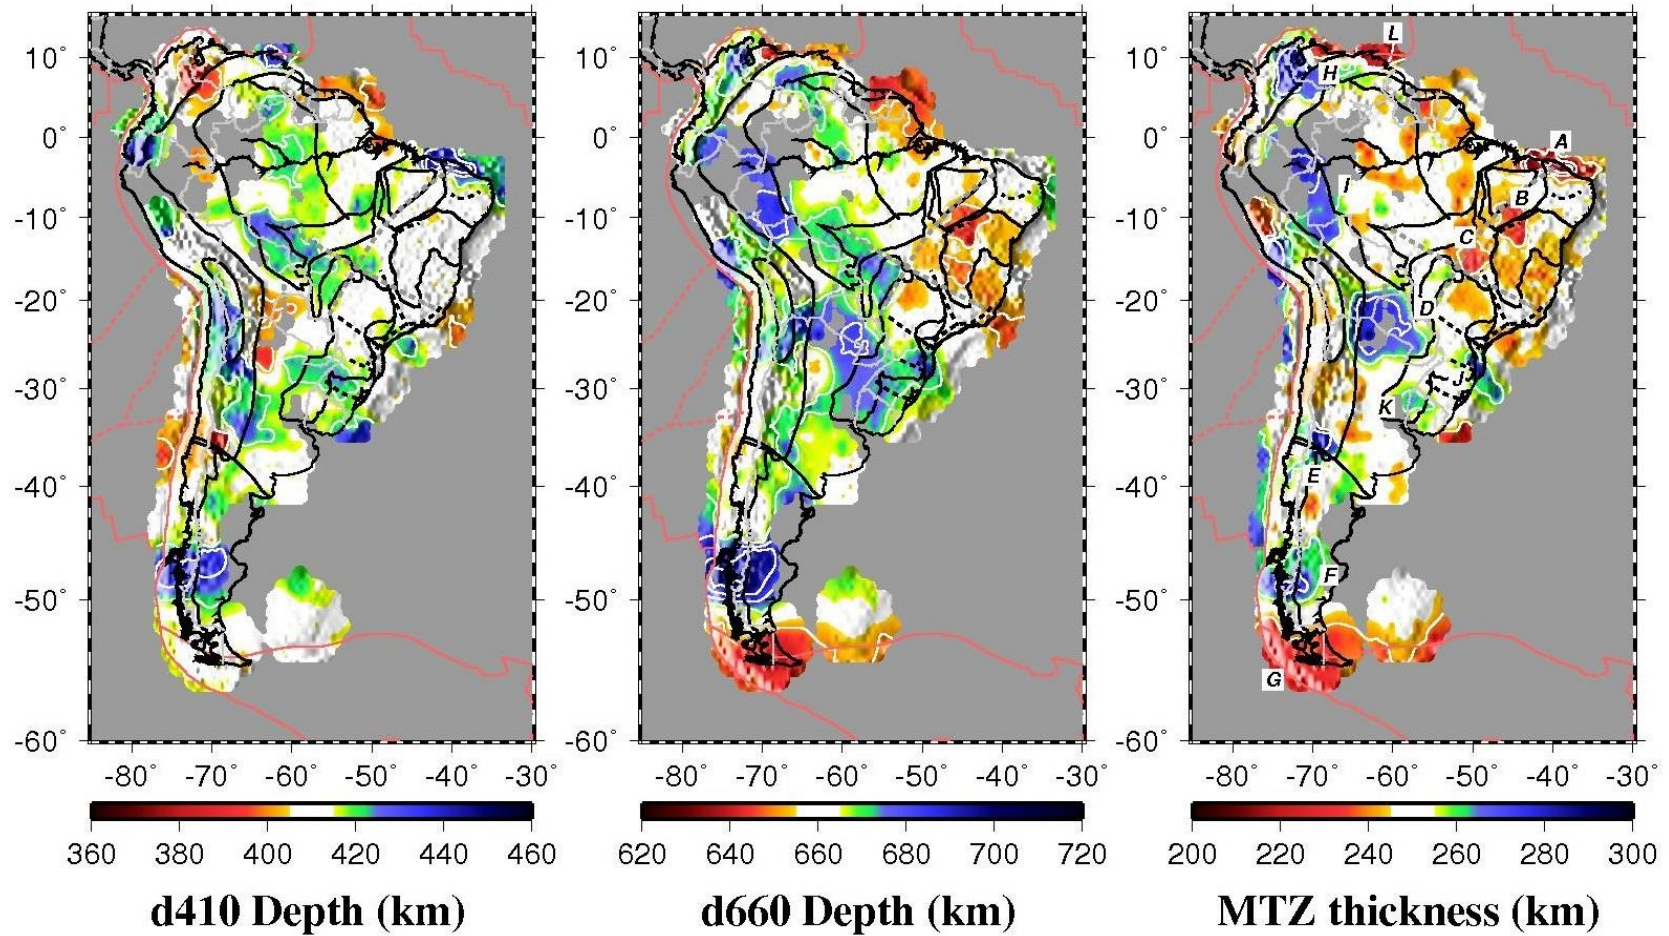 10° 10° 10°
0° 0° 0°
-10° -10° -10°
-20° -20° -20°
-30° -30° -30°
-40° -40° -40°
-50° -50° -50°
-60° -60° -60°
L
H
A
I
B
C
D
J
K
E
F
G
-80° -70° -60° -50° -40° -30° -80° -70° -60° -50° -40° -30° -80° -70° -60° -50° -40° -30°
360 380 400 420 440 460 620 640 660 680 700 720 200 220 240 260 280 300
d410 Depth (km) d660 Depth (km) MTZ thickness (km)